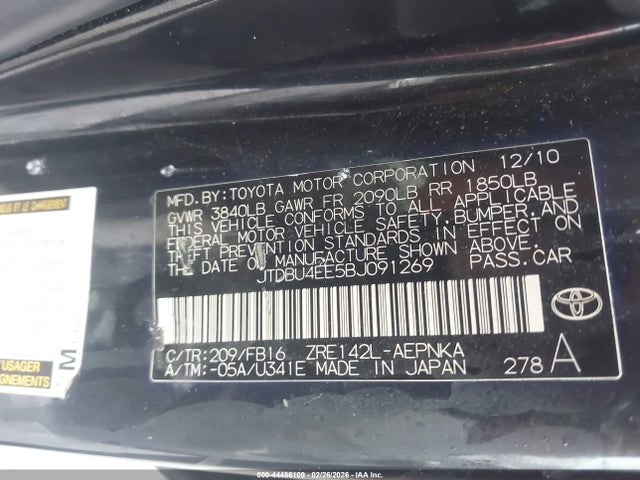 MFD. BY: TOYOTA MOTOR CORPORATION 12/10
GVWR 3840LB GAWR FR 2090LB RR 1850LB
THIS VEHICLE CONFORMS TO ALL APPLICABLE
FEDERAL MOTOR VEHICLE SAFETY, BUMPER, AND
THEFT PREVENTION STANDARDS IN EFFECT ON
THE DATE OF MANUFACTURE SHOWN ABOVE.
JTDBU4EE5BJ091269 PASS.CAR
C/TR: 209/FB16 ZRE142L-AEPNKA
A/TM: -05A/U341E MADE IN JAPAN 278 A
USAGER
GNEMENTS
M
000-44486109 - 02/26/2026 - IAA Inc.